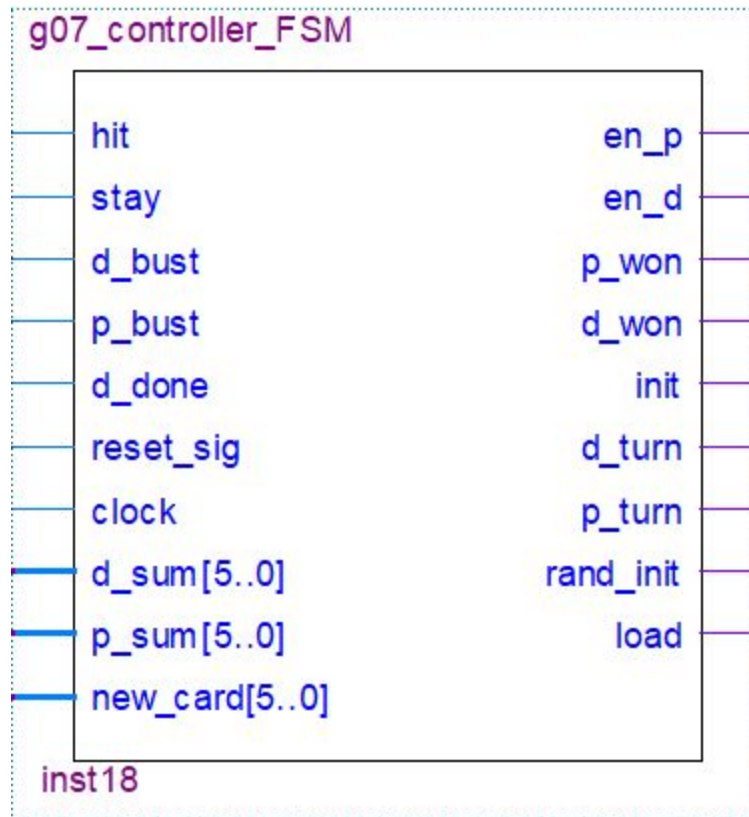 g07_controller_FSM
hit en_p
stay en_d
d_bust p_won
p_bust d_won
d_done init
reset_sig d_turn
clock p_turn
d_sum[5..0] rand_init
p_sum[5..0] load
new_card[5..0]
inst18